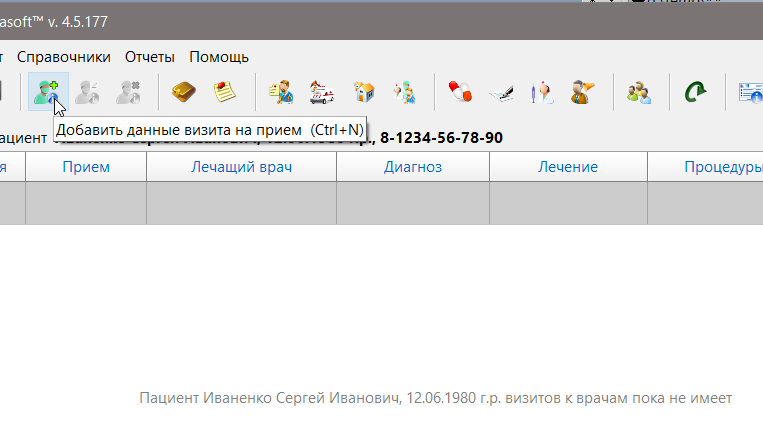 asoft™ v. 4.5.177
т Справочники Отчеты Помощь
Добавить данные визита на прием (Ctrl+N)
ациент 8-1234-56-78-90
я Прием Лечащий врач Диагноз Лечение Процедуры
Пациент Иваненко Сергей Иванович, 12.06.1980 г.р. визитов к врачам пока не имеет